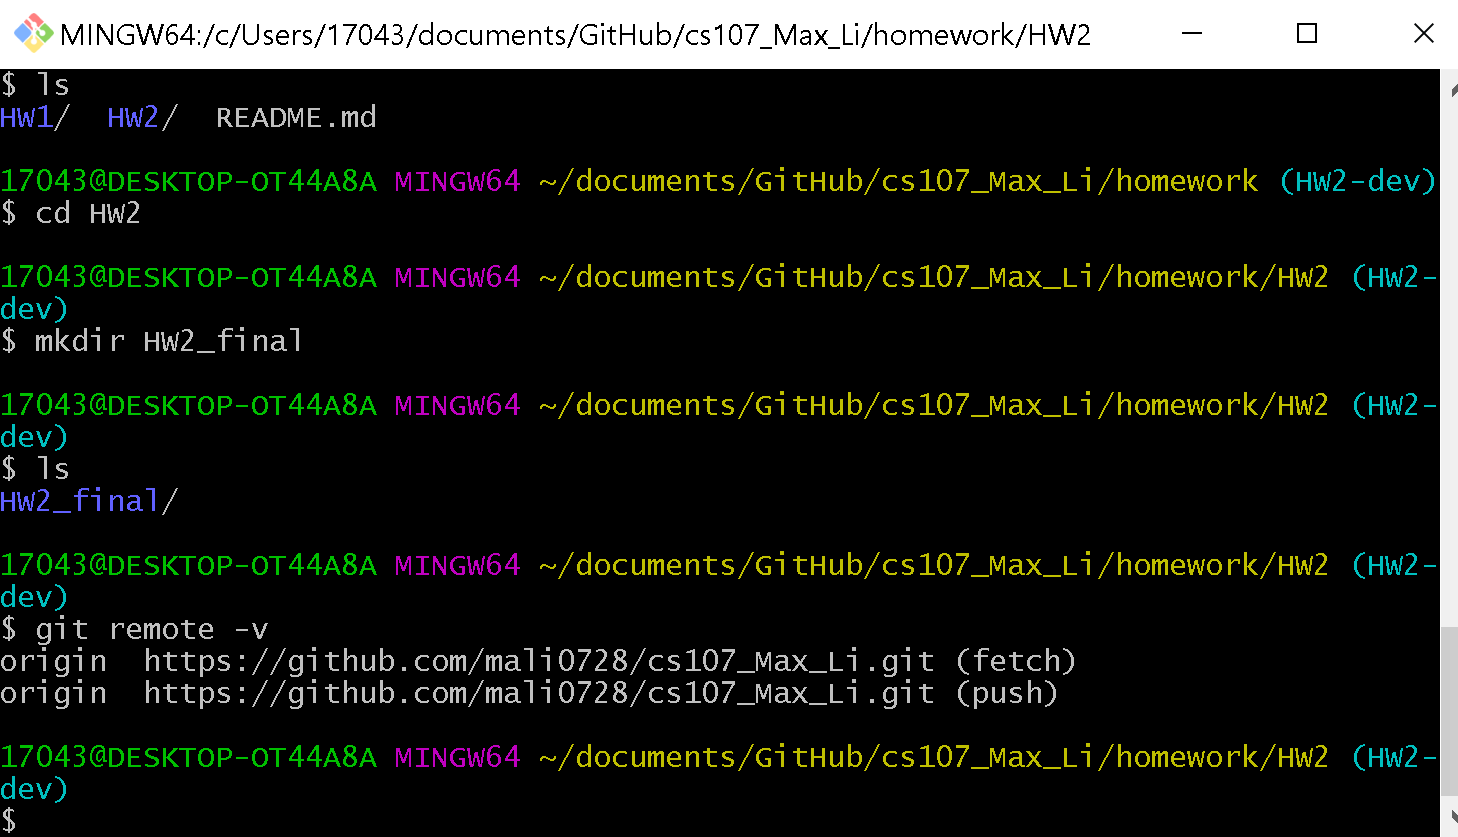 MINGW64:/c/Users/17043/documents/GitHub/cs107_Max_Li/homework/HW2
$ ls
HW1/  HW2/  README.md
17043@DESKTOP-OT44A8A MINGW64 ~/documents/GitHub/cs107_Max_Li/homework (HW2-dev)
$ cd HW2
17043@DESKTOP-OT44A8A MINGW64 ~/documents/GitHub/cs107_Max_Li/homework/HW2 (HW2-
dev)
$ mkdir HW2_final
17043@DESKTOP-OT44A8A MINGW64 ~/documents/GitHub/cs107_Max_Li/homework/HW2 (HW2-
dev)
$ ls
HW2_final/
17043@DESKTOP-OT44A8A MINGW64 ~/documents/GitHub/cs107_Max_Li/homework/HW2 (HW2-
dev)
$ git remote -v
origin  https://github.com/mali0728/cs107_Max_Li.git (fetch)
origin  https://github.com/mali0728/cs107_Max_Li.git (push)
17043@DESKTOP-OT44A8A MINGW64 ~/documents/GitHub/cs107_Max_Li/homework/HW2 (HW2-
dev)
$